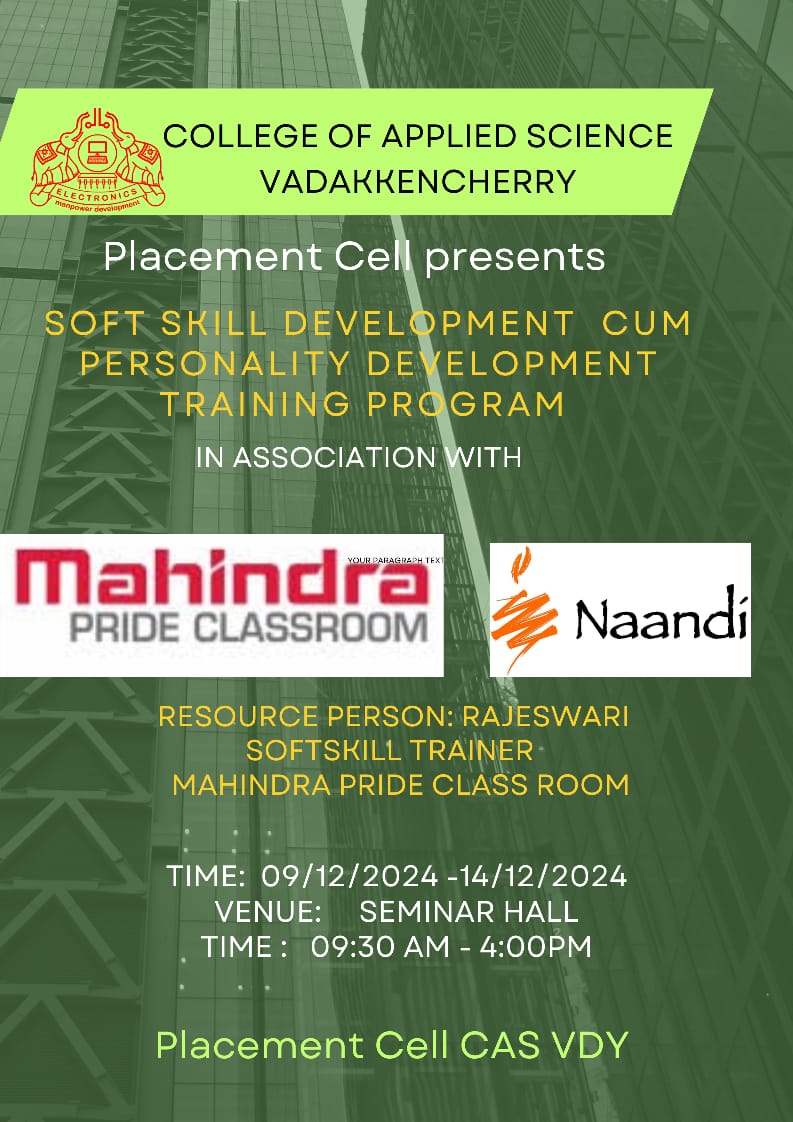 COLLEGE OF APPLIED SCIENCE
VADAKKENCHERRY
ELECTRONICS
manpower development
Placement Cell presents
SOFT SKILL DEVELOPMENT CUM
PERSONALITY DEVELOPMENT
TRAINING PROGRAM
IN ASSOCIATION WITH
YOUR PARAGRAPH TEXT
Mahindra
PRIDE CLASSROOM
Naandi
RESOURCE PERSON: RAJESWARI
SOFTSKILL TRAINER
MAHINDRA PRIDE CLASS ROOM
TIME: 09/12/2024 -14/12/2024
VENUE: SEMINAR HALL
TIME : 09:30 AM - 4:00PM
Placement Cell CAS VDY